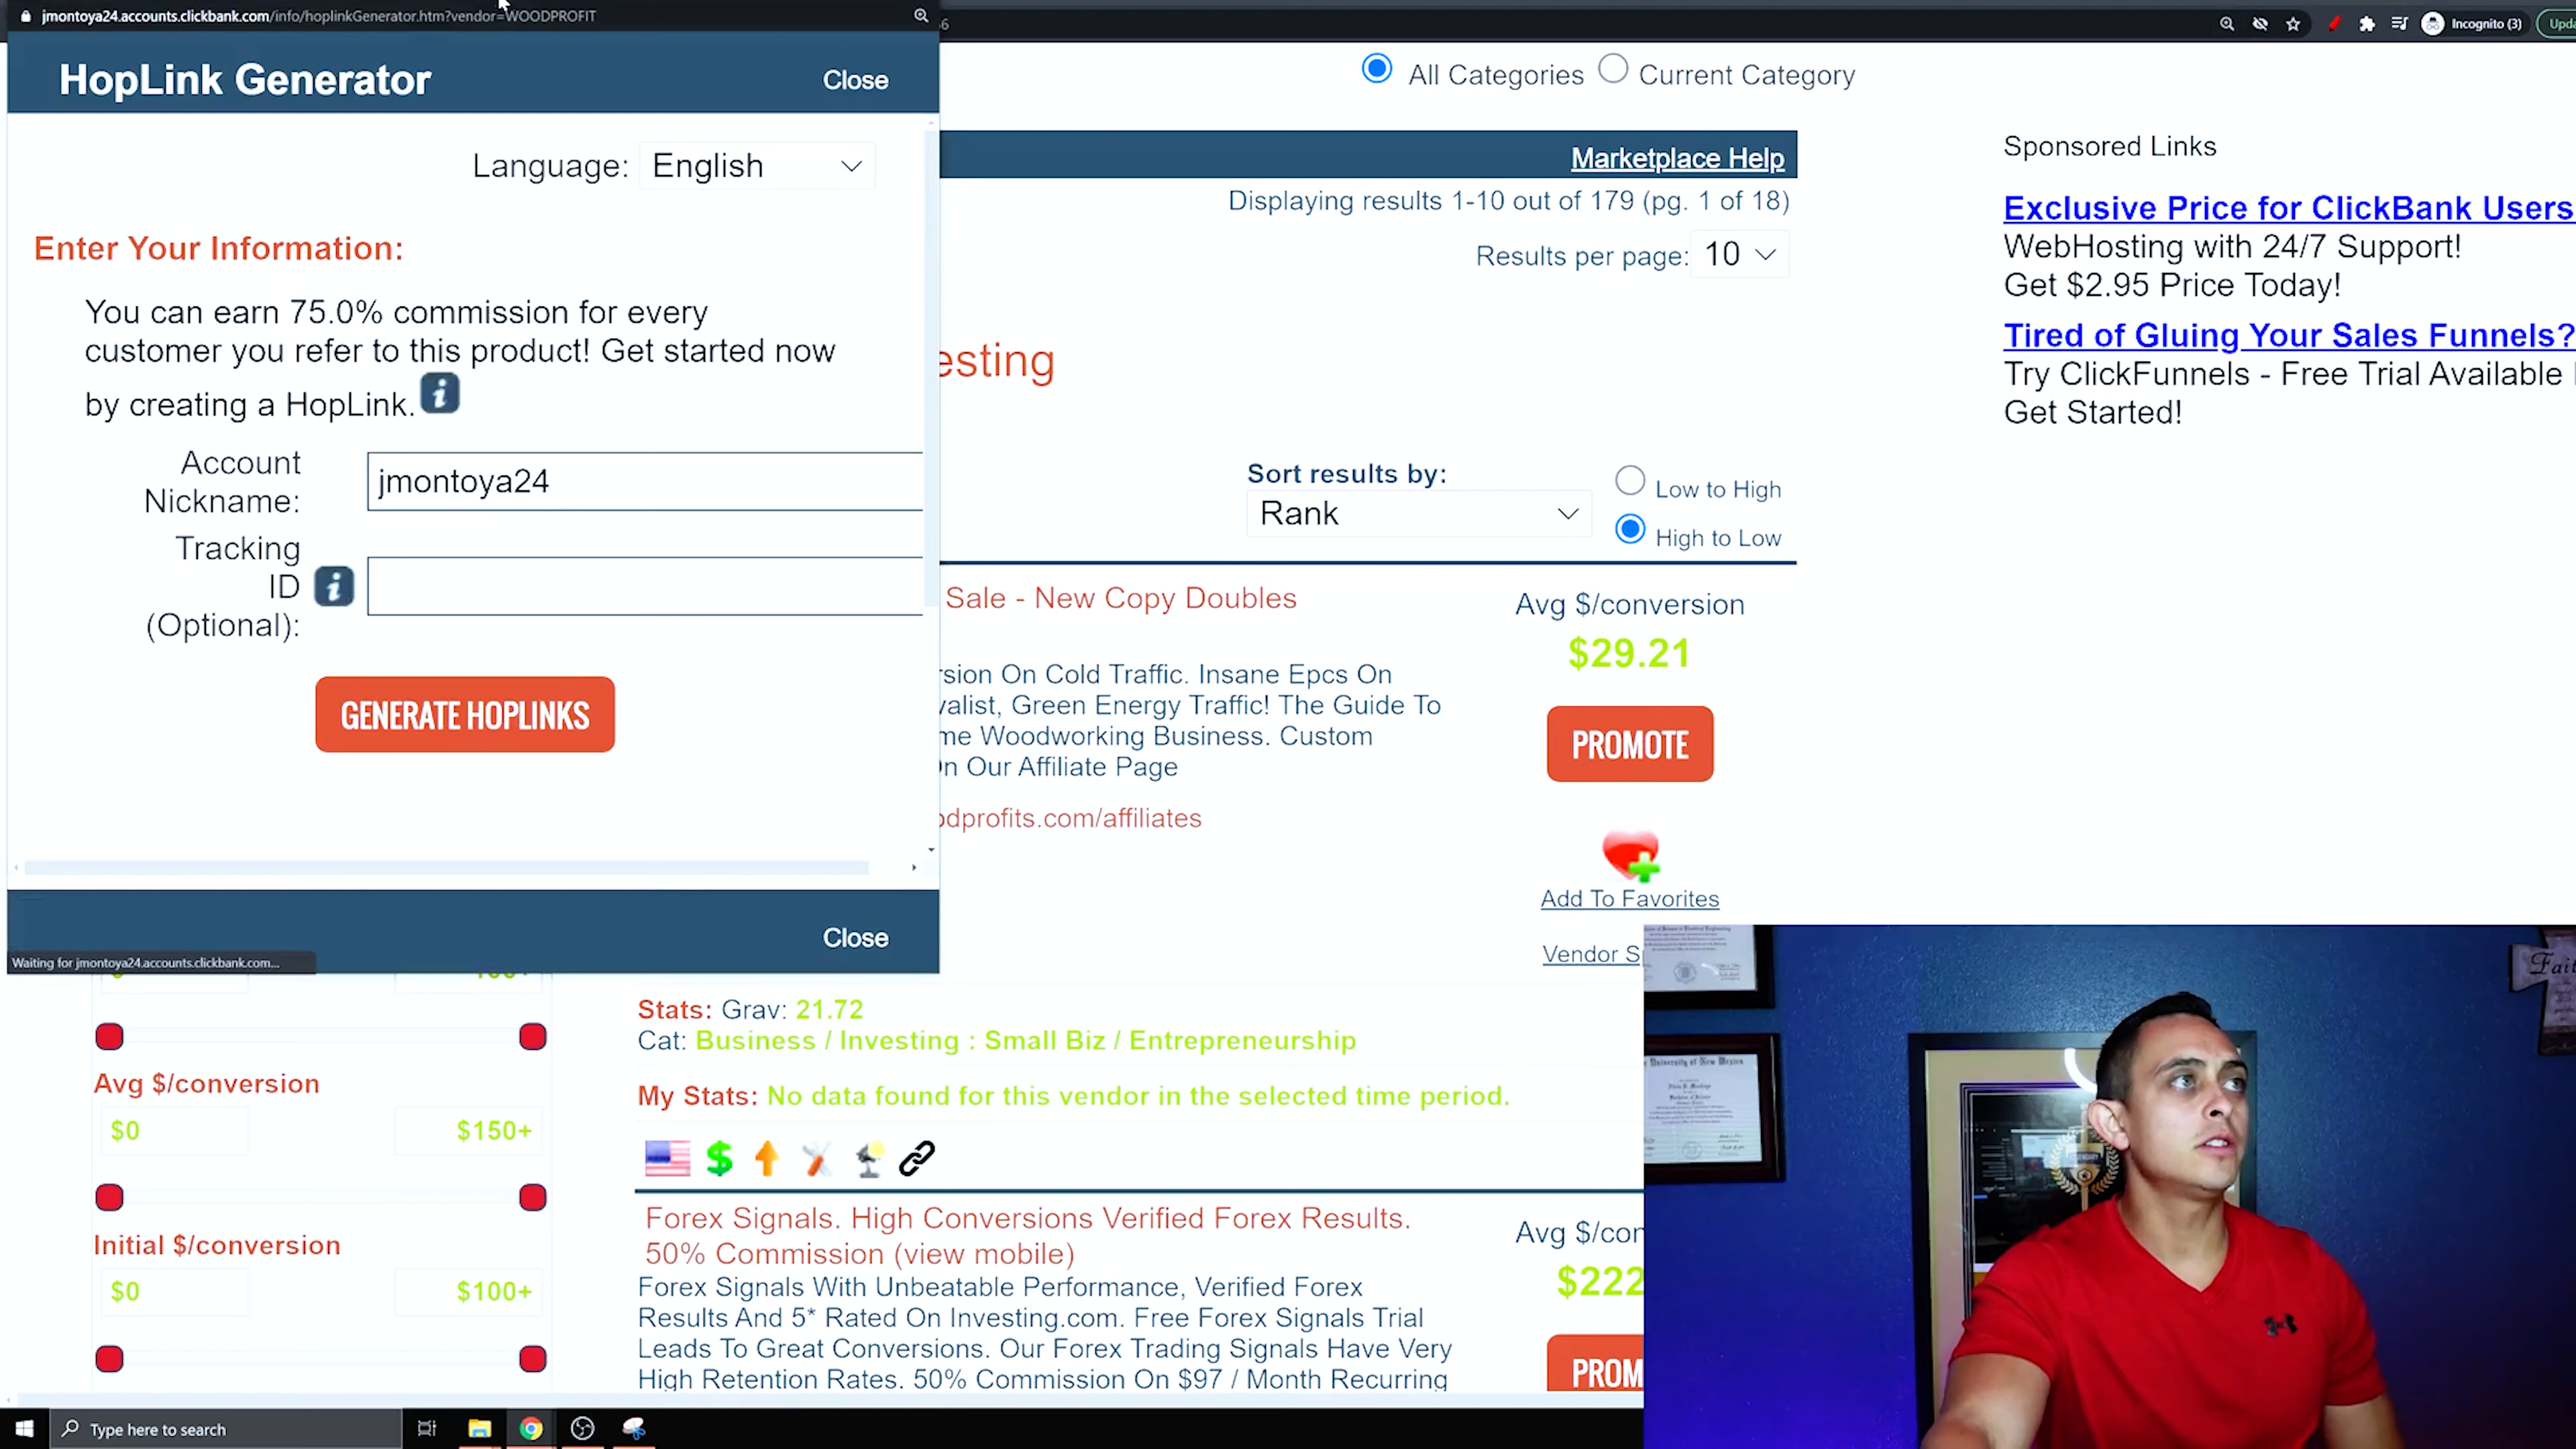 jmontoya24.accounts.clickbank.com/info/hoplinkGenerator.htm?vendor=WOODPROFIT
Incognito (3)
HopLink Generator
Close
Language: English
Enter Your Information:
You can earn 75.0% commission for every
customer you refer to this product! Get started now
by creating a HopLink.
Account
Nickname:
jmontoya24
Tracking
ID
(Optional):
GENERATE HOPLINKS
Close
Waiting for jmontoya24.accounts.clickbank.com...
All Categories
Current Category
Marketplace Help
Displaying results 1-10 out of 179 (pg. 1 of 18)
Results per page: 10
esting
Sort results by:
Rank
Low to High
High to Low
Sale - New Copy Doubles
rsion On Cold Traffic. Insane Epcs On
valist, Green Energy Traffic! The Guide To
me Woodworking Business. Custom
n Our Affiliate Page
odprofits.com/affiliates
Avg $/conversion
$29.21
PROMOTE
Add To Favorites
Vendor S
Sponsored Links
Exclusive Price for ClickBank Users
WebHosting with 24/7 Support!
Get $2.95 Price Today!
Tired of Gluing Your Sales Funnels?
Try ClickFunnels - Free Trial Available
Get Started!
Avg $/conversion
$0
$150+
Initial $/conversion
$0
$100+
Stats: Grav: 21.72
Cat: Business / Investing : Small Biz / Entrepreneurship
My Stats: No data found for this vendor in the selected time period.
Forex Signals. High Conversions Verified Forex Results.
50% Commission (view mobile)
Forex Signals With Unbeatable Performance, Verified Forex
Results And 5* Rated On Investing.com. Free Forex Signals Trial
Leads To Great Conversions. Our Forex Trading Signals Have Very
High Retention Rates. 50% Commission On $97 / Month Recurring
Avg $/con
$222
PROM
Type here to search